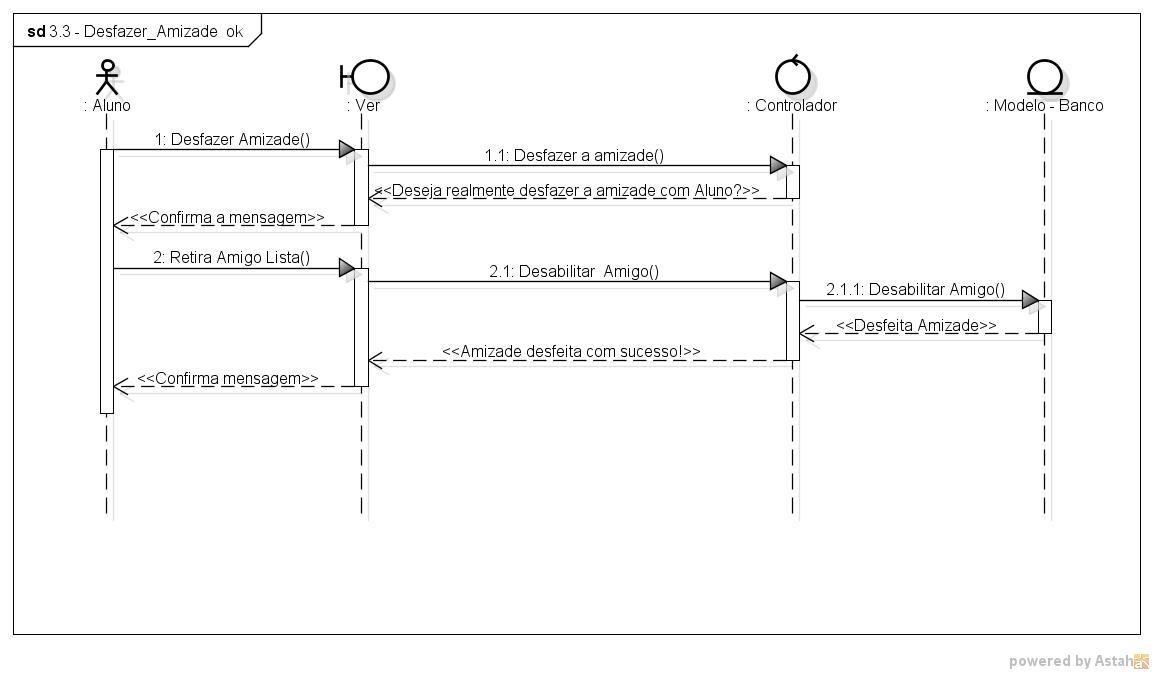 sd 3.3 - Desfazer_Amizade ok
: Aluno
: Ver
: Controlador
: Modelo - Banco
1: Desfazer Amizade()
1.1: Desfazer a amizade()
<<Deseja realmente desfazer a amizade com Aluno?>>
<<Confirma a mensagem>>
2: Retira Amigo Lista()
2.1: Desabilitar  Amigo()
2.1.1: Desabilitar Amigo()
<<Desfeita Amizade>>
<<Amizade desfeita com sucesso!>>
<<Confirma mensagem>>
powered by Astah